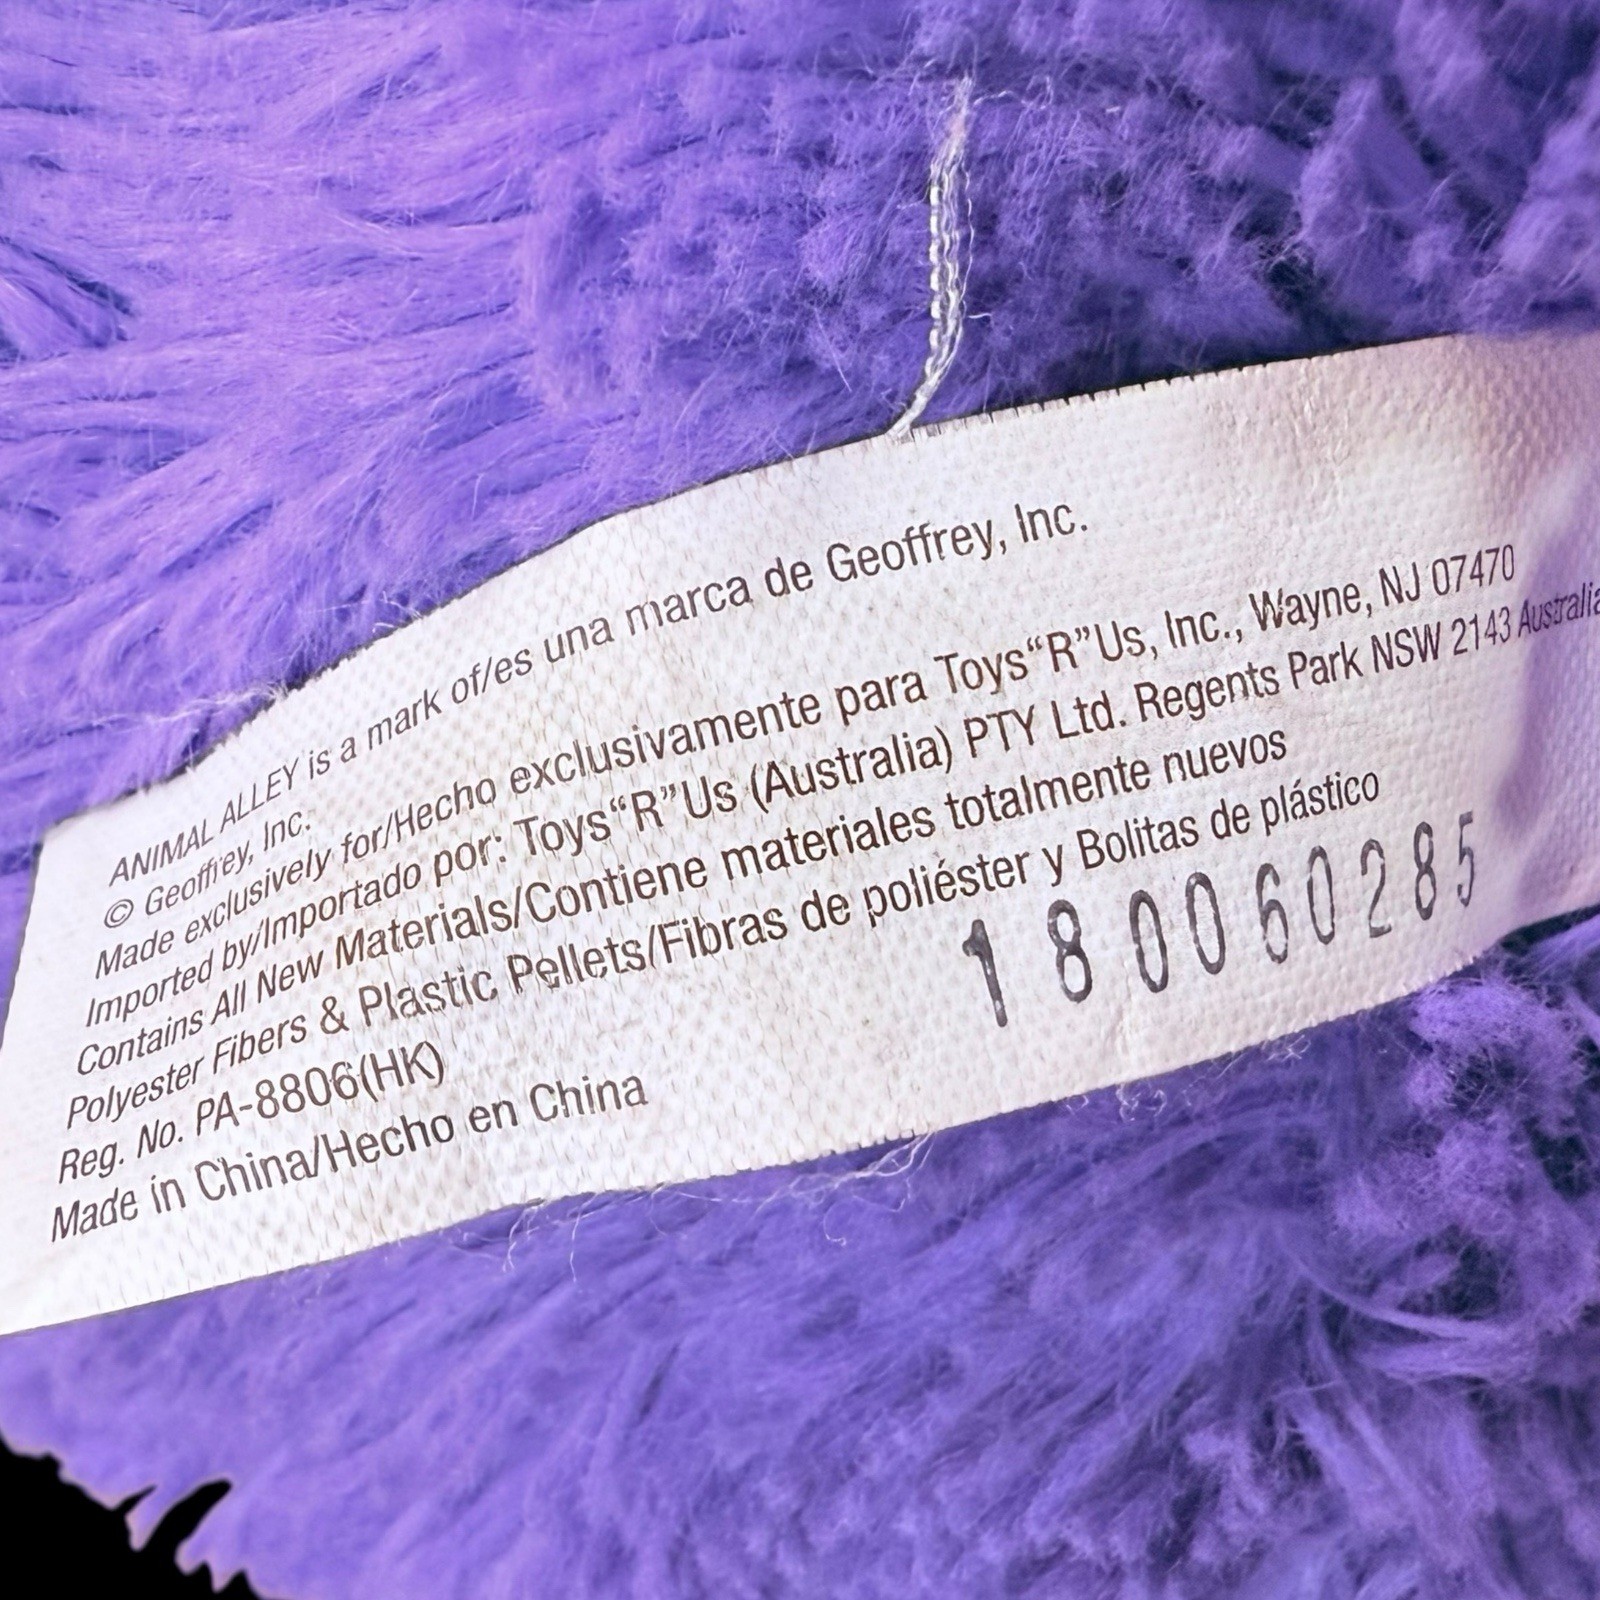 ANIMAL ALLEY is a mark of/es una marca de Geoffrey, Inc.
© Geoffrey, Inc.
Made exclusively for/Hecho exclusivamente para Toys“R”Us, Inc., Wayne, NJ 07470
Imported by/Importado por: Toys“R”Us (Australia) PTY Ltd. Regents Park NSW 2143 Australia
Contains All New Materials/Contiene materiales totalmente nuevos
Polyester Fibers & Plastic Pellets/Fibras de poliéster y Bolitas de plástico
Reg. No. PA-8806(HK)
Made in China/Hecho en China
180060285